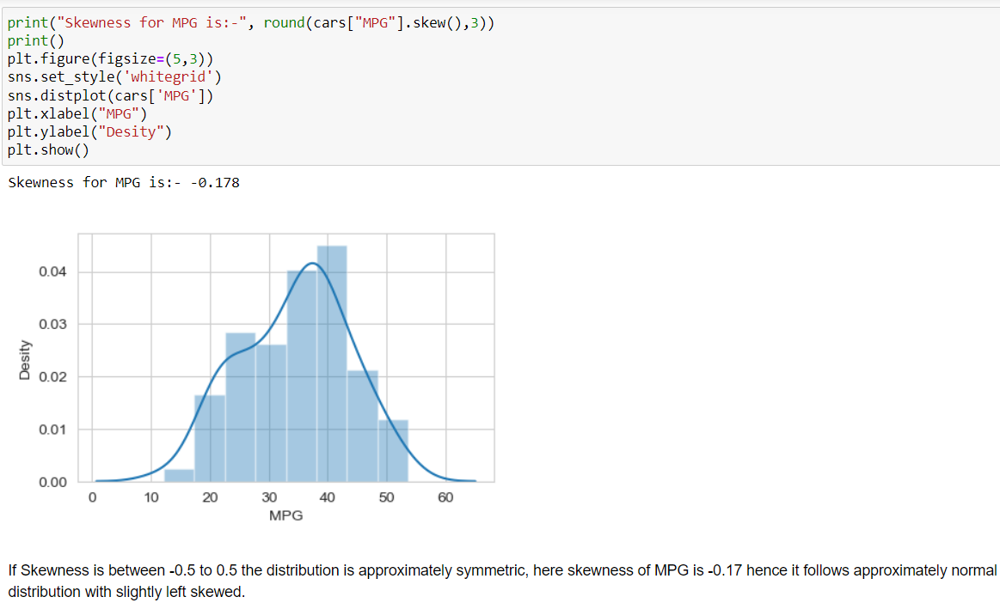 print("Skewness for MPG is:-", round(cars["MPG"].skew(),3))
print()
plt.figure(figsize=(5,3))
sns.set_style('whitegrid')
sns.distplot(cars['MPG'])
plt.xlabel("MPG")
plt.ylabel("Desity")
plt.show()
Skewness for MPG is:- -0.178
0.04
0.03
0.02
0.01
0.00
Desity
0 10 20 30 40 50 60
MPG
If Skewness is between -0.5 to 0.5 the distribution is approximately symmetric, here skewness of MPG is -0.17 hence it follows approximately normal
distribution with slightly left skewed.